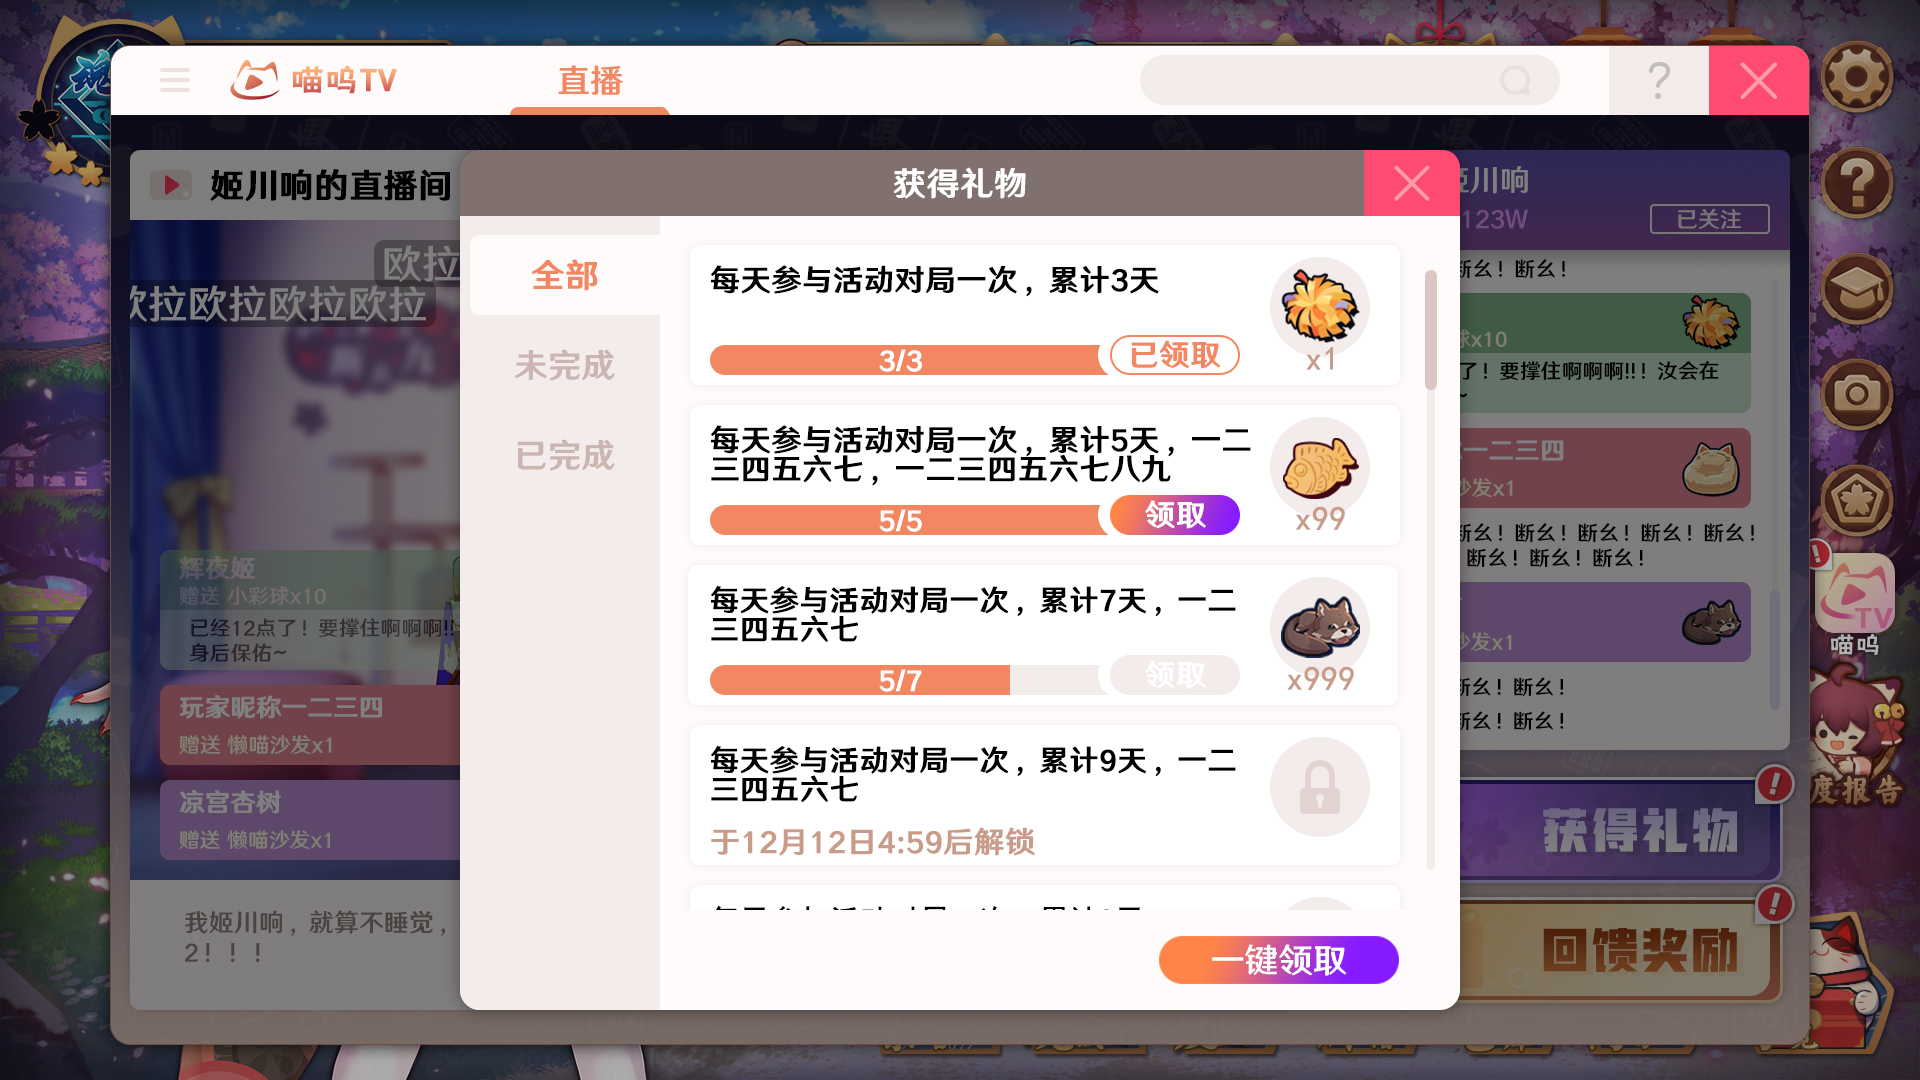 喵呜TV
直播
?
姬川响的直播间
欧拉
欧拉欧拉欧拉欧拉
辉夜姬
赠送 小彩球x10
已经12点了！要撑住啊啊啊!!
身后保佑~
玩家昵称一二三四
赠送 懒喵沙发x1
凉宫杏树
赠送 懒喵沙发x1
我姬川响，就算不睡觉，
2！！！
获得礼物
全部
未完成
已完成
每天参与活动对局一次，累计3天
3/3
已领取
x1
每天参与活动对局一次，累计5天，一二
三四五六七，一二三四五六七八九
5/5
领取
x99
每天参与活动对局一次，累计7天，一二
三四五六七
5/7
领取
x999
每天参与活动对局一次，累计9天，一二
三四五六七
于12月12日4:59后解锁
一键领取
姬川响
123W
已关注
断幺！断幺！
球x10
了！要撑住啊啊啊!!！汝会在
~
一二三四
沙发x1
断幺！断幺！断幺！断幺！断幺！
断幺！断幺！断幺！
沙发x1
断幺！断幺！
断幺！断幺！
获得礼物
回馈奖励
TV
喵呜
度报告